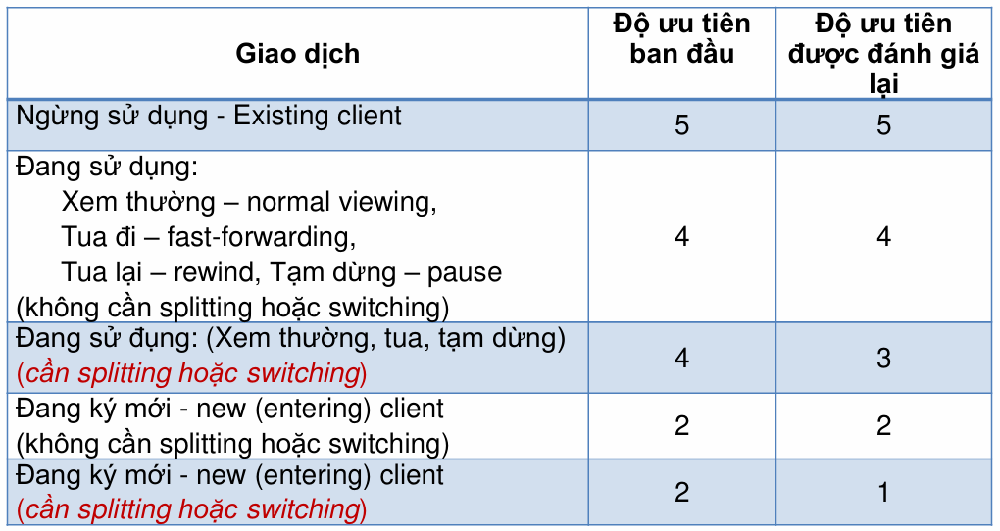 Giao dịch
Độ ưu tiên
ban đầu
Độ ưu tiên
được đánh giá
lại
Ngừng sử dụng - Existing client
5
5
Đang sử dụng:
Xem thường – normal viewing,
Tua đi – fast-forwarding,
Tua lại – rewind, Tạm dừng – pause
(không cần splitting hoặc switching)
4
4
Đang sử đụng: (Xem thường, tua, tạm dừng)
(cần splitting hoặc switching)
4
3
Đang ký mới - new (entering) client
(không cần splitting hoặc switching)
2
2
Đang ký mới - new (entering) client
(cần splitting hoặc switching)
2
1